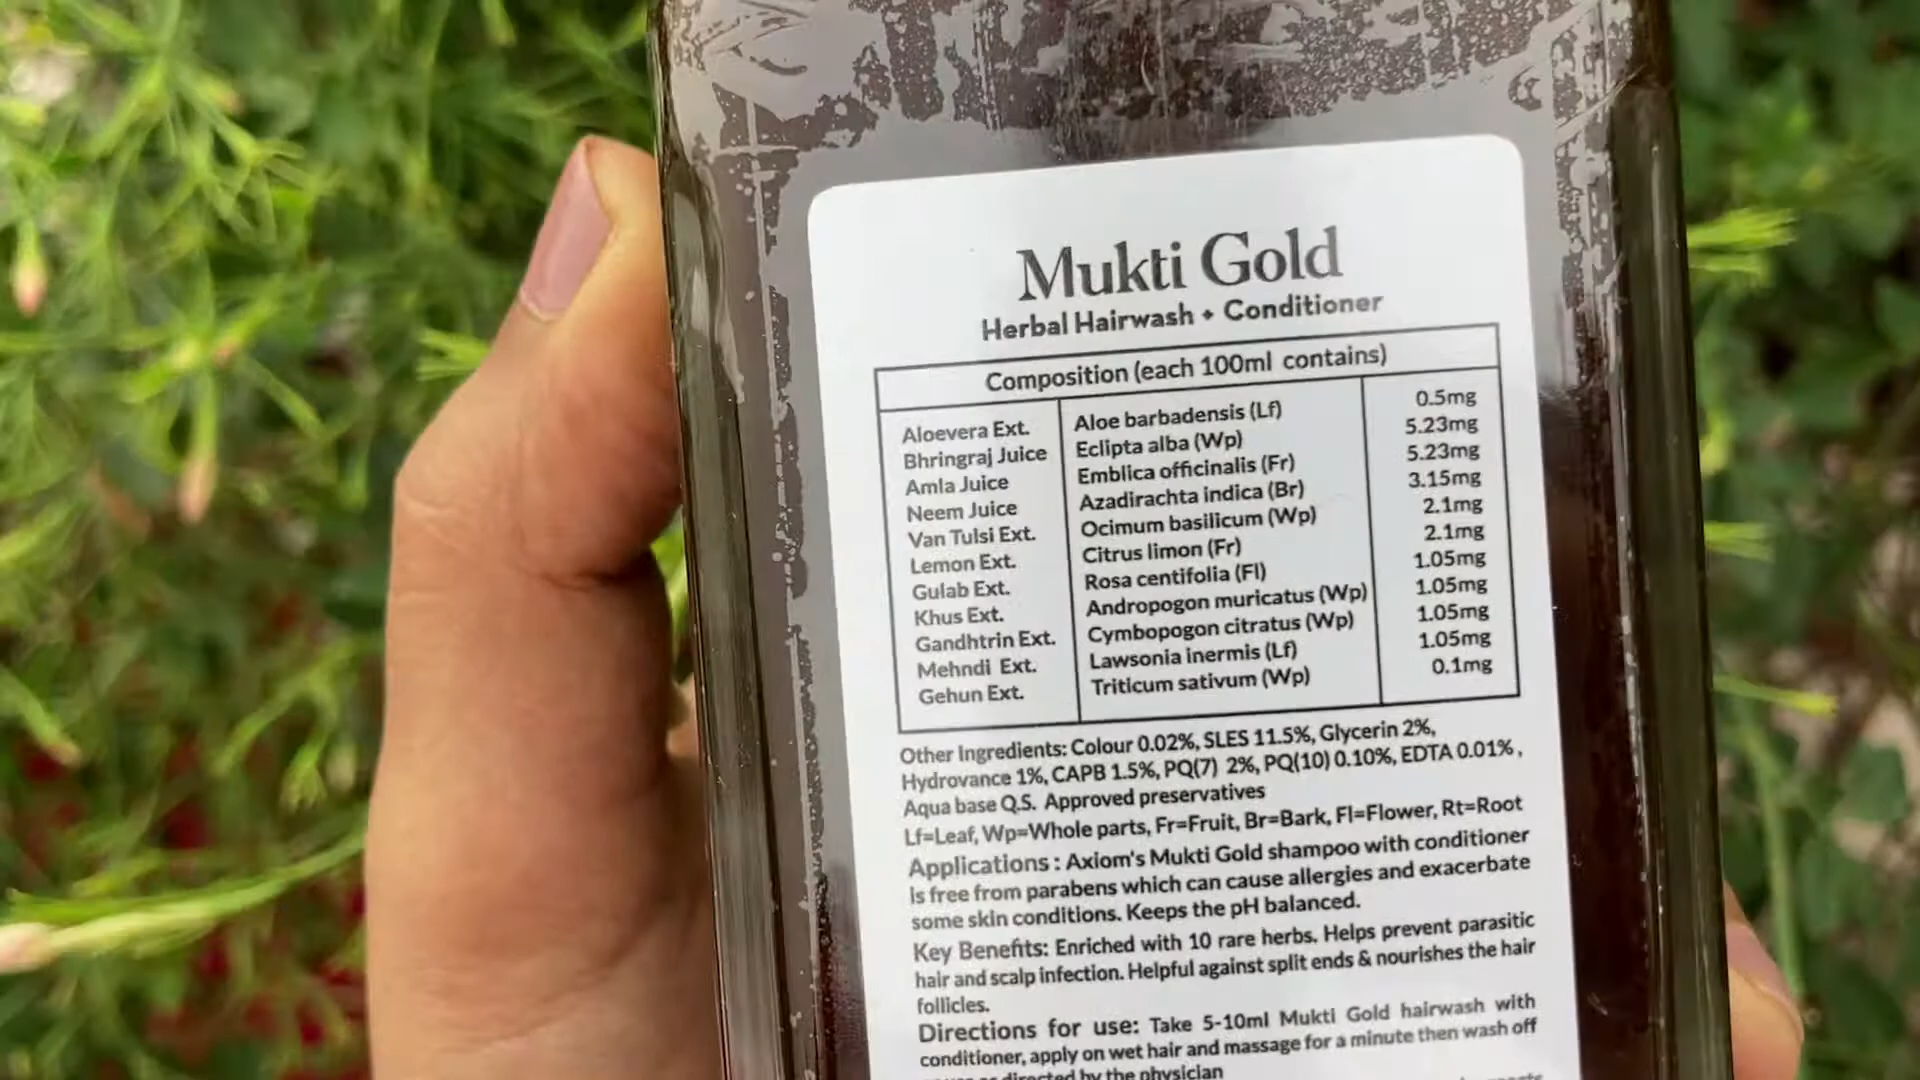 Mukti Gold
Herbal Hairwash + Conditioner
Composition (each 100ml contains)
Aloevera Ext. Aloe barbadensis (Lf) 0.5mg
Bhringraj Juice Eclipta alba (Wp) 5.23mg
Amla Juice Emblica officinalis (Fr) 5.23mg
Neem Juice Azadirachta indica (Br) 3.15mg
Van Tulsi Ext. Ocimum basilicum (Wp) 2.1mg
Lemon Ext. Citrus limon (Fr) 2.1mg
Gulab Ext. Rosa centifolia (Fl) 1.05mg
Khus Ext. Andropogon muricatus (Wp) 1.05mg
Gandhtrin Ext. Cymbopogon citratus (Wp) 1.05mg
Mehndi Ext. Lawsonia inermis (Lf) 1.05mg
Gehun Ext. Triticum sativum (Wp) 0.1mg
Other Ingredients: Colour 0.02%, SLES 11.5%, Glycerin 2%,
Hydrovance 1%, CAPB 1.5%, PQ(7) 2%, PQ(10) 0.10%, EDTA 0.01%,
Aqua base Q.S. Approved preservatives
Lf=Leaf, Wp=Whole parts, Fr=Fruit, Br=Bark, Fl=Flower, Rt=Root
Applications : Axiom's Mukti Gold shampoo with conditioner
is free from parabens which can cause allergies and exacerbate
some skin conditions. Keeps the pH balanced.
Key Benefits: Enriched with 10 rare herbs. Helps prevent parasitic
hair and scalp infection. Helpful against split ends & nourishes the hair
follicles.
Directions for use: Take 5-10ml Mukti Gold hairwash with
conditioner, apply on wet hair and massage for a minute then wash off
directed by the physician